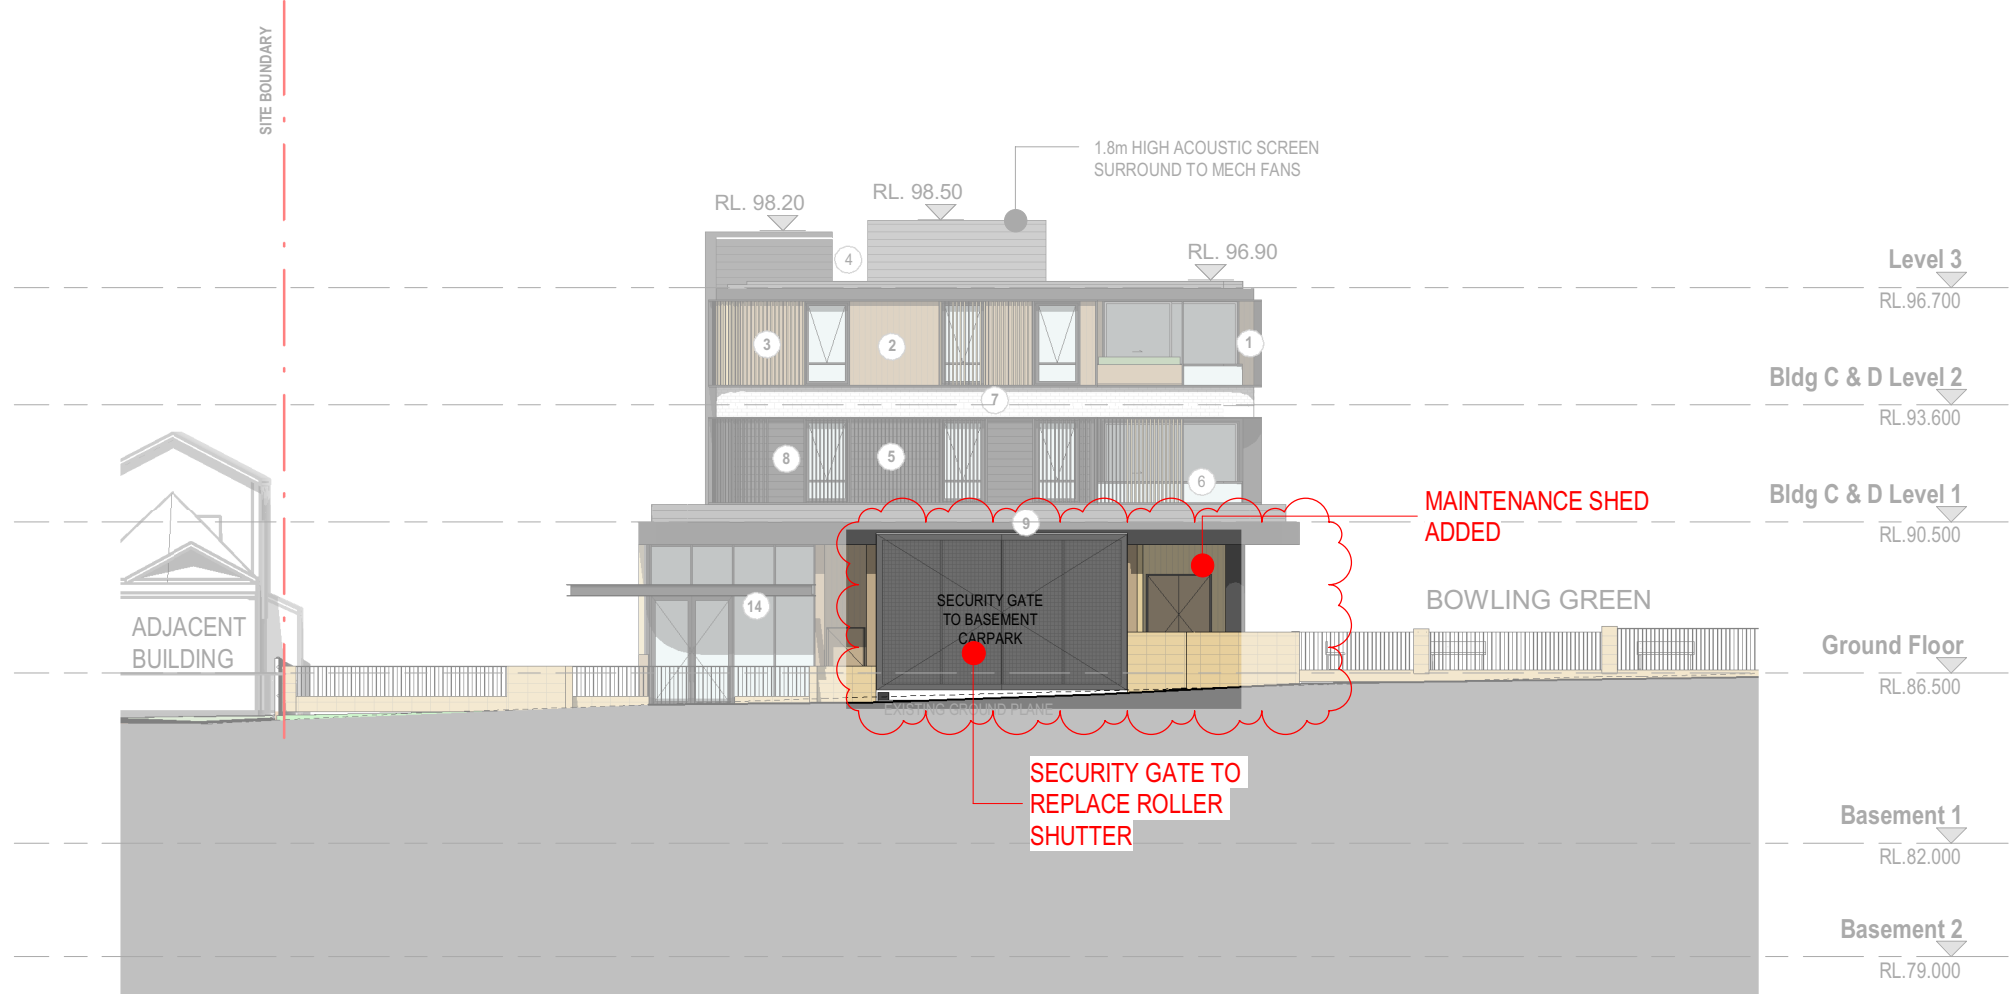 SITE BOUNDARY
1.8m HIGH ACOUSTIC SCREEN
SURROUND TO MECH FANS
RL. 98.20
RL. 98.50
RL. 96.90
4
Level 3
RL.96.700
3
2
1
Bldg C & D Level 2
RL.93.600
7
8
5
6
Bldg C & D Level 1
RL.90.500
9
MAINTENANCE SHED
ADDED
14
SECURITY GATE
TO BASEMENT
CARPARK
BOWLING GREEN
ADJACENT
BUILDING
Ground Floor
RL.86.500
EXISTING GROUND PLANE
SECURITY GATE TO
REPLACE ROLLER
SHUTTER
Basement 1
RL.82.000
Basement 2
RL.79.000